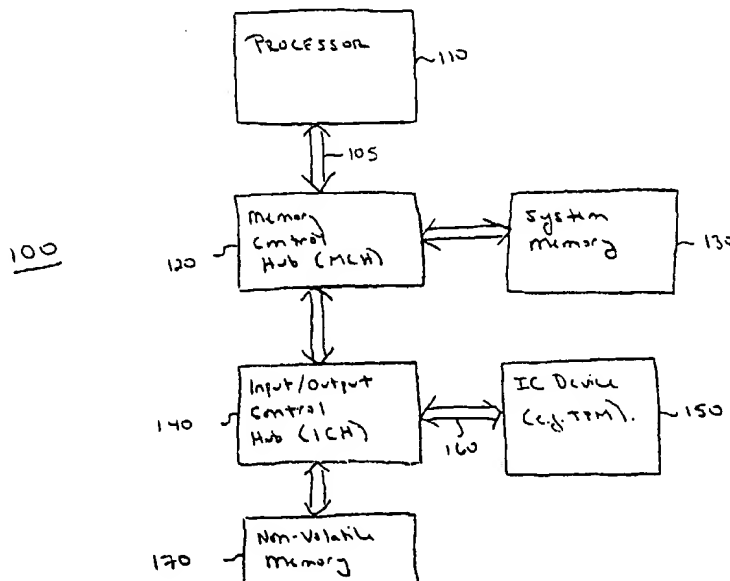 PROCESSOR
110
105
Memory
Control
Hub (MCH)
System
Memory
100
120
130
Input/Output
Control
Hub (ICH)
IC Device
(e.g. TPM).
140
160
150
Non-Volatile
Memory
170